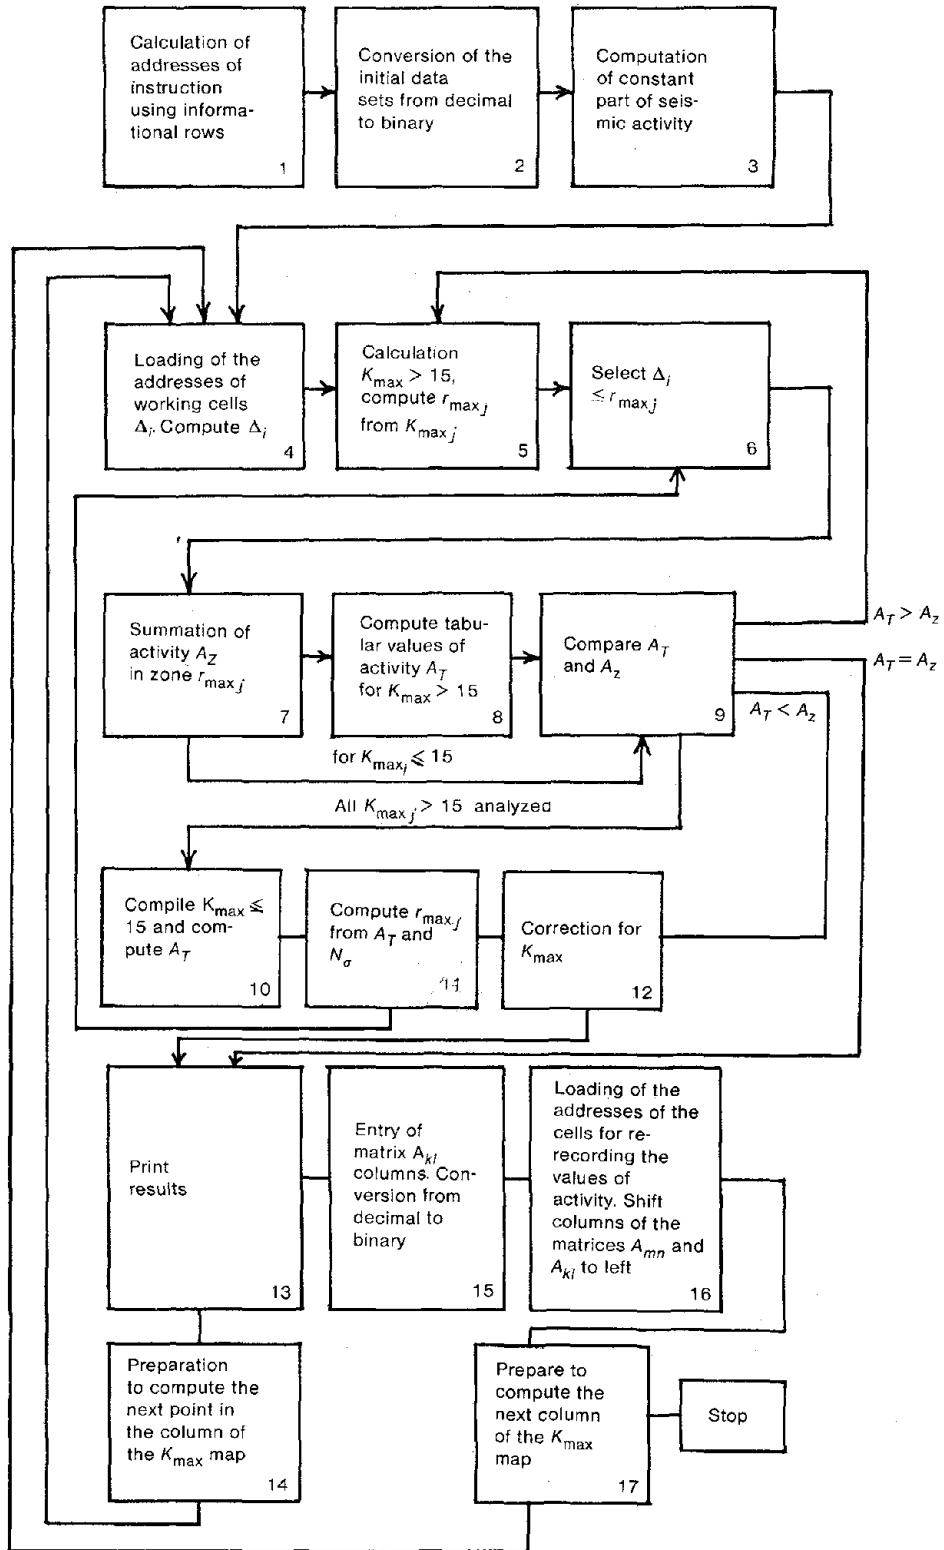 Calculation of
addresses of
instruction
using informa-
tional rows
1
Conversion of the
initial data
sets from decimal
to binary
2
Computation
of constant
part of seis-
mic activity
3
Loading of the
addresses of
working cells
Δi. Compute Δi
4
Calculation
Kmax > 15,
compute rmax j
from Kmax j
5
Select Δi
≤ rmax j
6
Summation of
activity AZ
in zone rmax j
7
Compute tabu-
lar values of
activity AT
for Kmax > 15
8
Compare AT
and Az
9
AT > Az
AT = Az
AT < Az
for Kmaxj ⩽ 15
All Kmax j > 15 analyzed
Compile Kmax ⩽
15 and com-
pute AT
10
Compute rmax j
from AT and
Nσ
11
Correction for
Kmax
12
Print
results
13
Entry of
matrix Akl
columns. Con-
version from
decimal to
binary
15
Loading of the
addresses of the
cells for re-
recording the
values of
activity. Shift
columns of the
matrices Amn and
Akl to left
16
Preparation
to compute the
next point in
the column of
the Kmax map
14
Prepare to
compute the
next column
of the Kmax
map
17
Stop